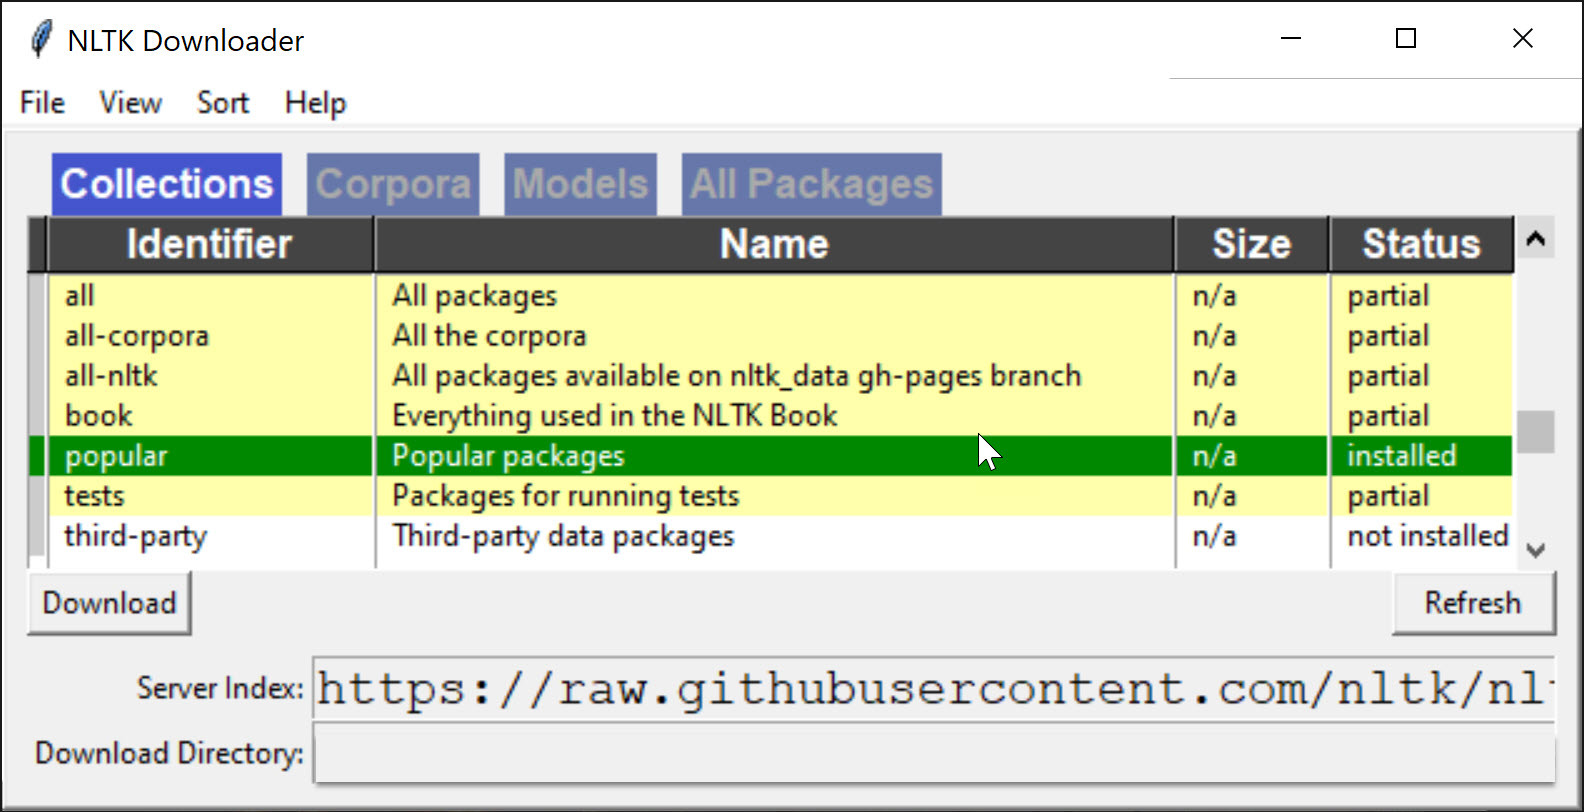 NLTK Downloader
File View Sort Help
Collections Corpora Models All Packages
Identifier Name Size Status
all All packages n/a partial
all-corpora All the corpora n/a partial
all-nltk All packages available on nltk_data gh-pages branch n/a partial
book Everything used in the NLTK Book n/a partial
popular Popular packages n/a installed
tests Packages for running tests n/a partial
third-party Third-party data packages n/a not installed
Download Refresh
Server Index: https://raw.githubusercontent.com/nltk/nl
Download Directory: